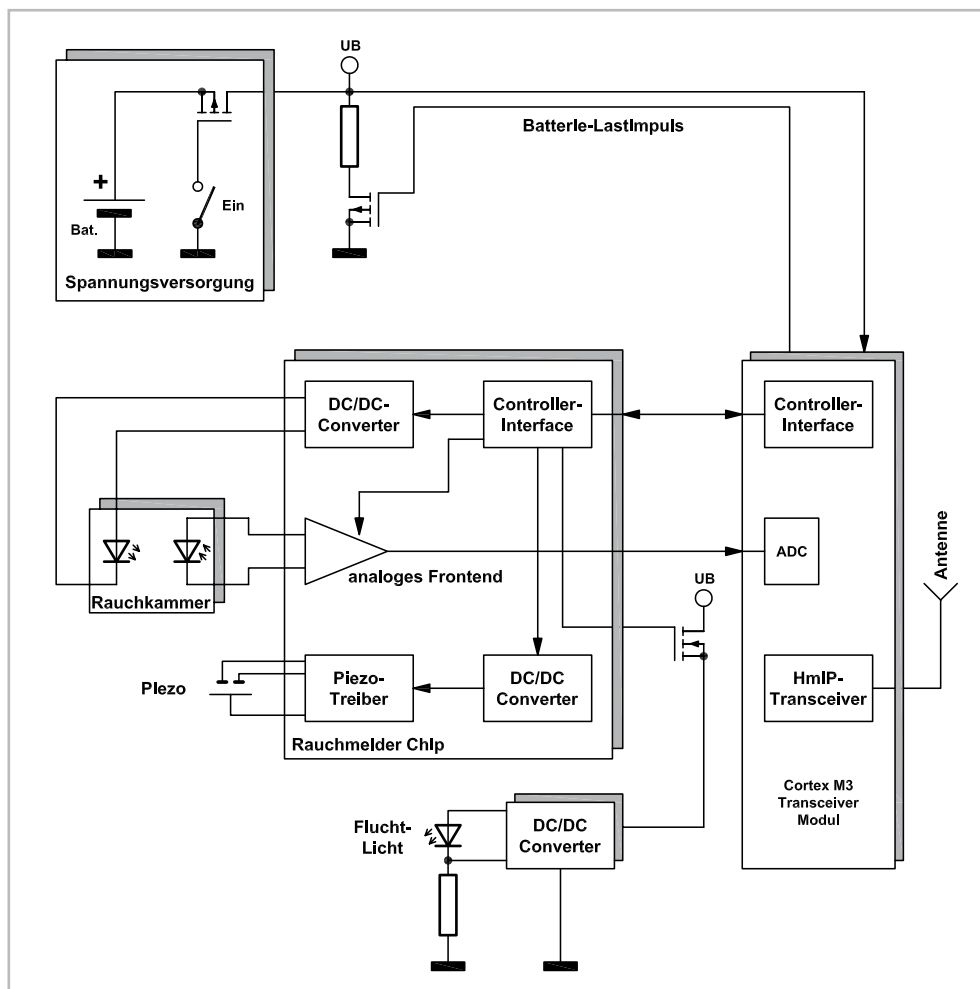 UB
Batterie-Lastimpuls
+
Ein
Bat.
Spannungsversorgung
DC/DC-
Converter
Controller-
Interface
Controller-
Interface
analoges Frontend
ADC
Rauchkammer
UB
Antenne
Piezo
Piezo-
Treiber
DC/DC
Converter
HmIP-
Transceiver
Rauchmelder Chip
Cortex M3
Transceiver
Modul
Flucht-
Licht
DC/DC
Converter